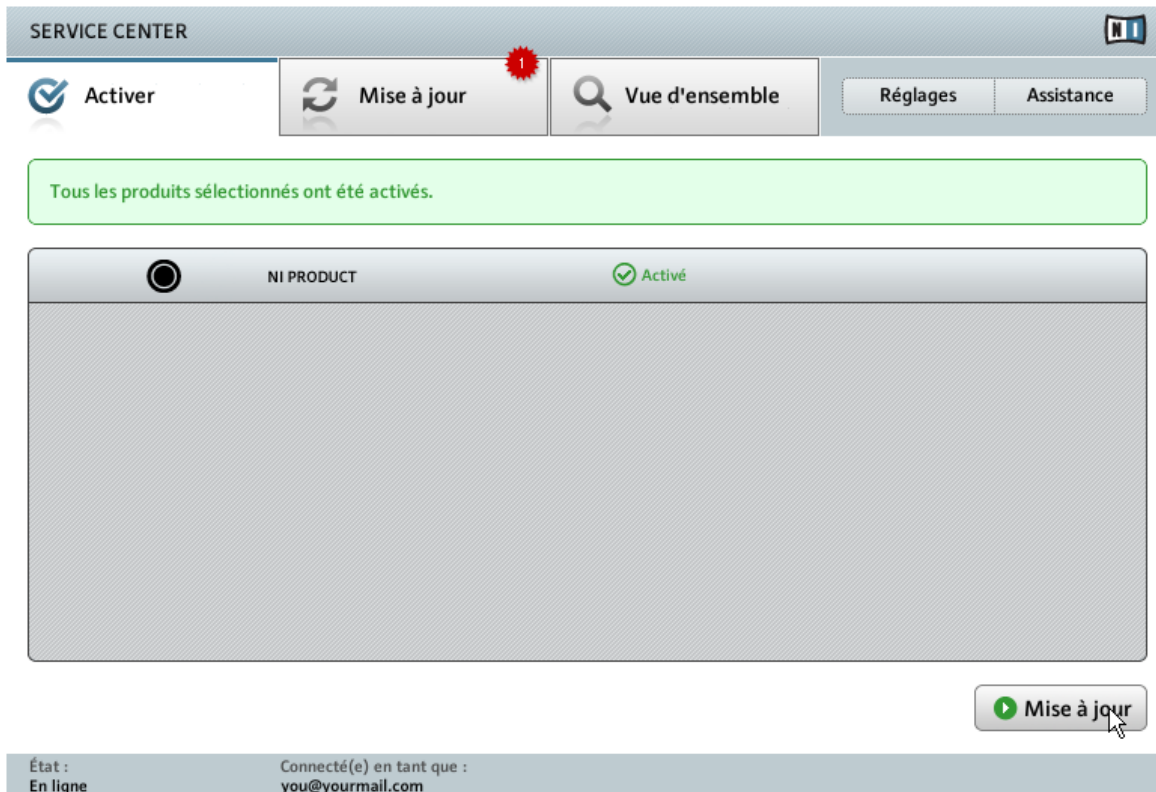 SERVICE CENTER
NI
Activer
Mise à jour
1
Vue d'ensemble
Réglages
Assistance
Tous les produits sélectionnés ont été activés.
NI PRODUCT
Activé
Mise à jour
État :
En ligne
Connecté(e) en tant que :
you@yourmail.com